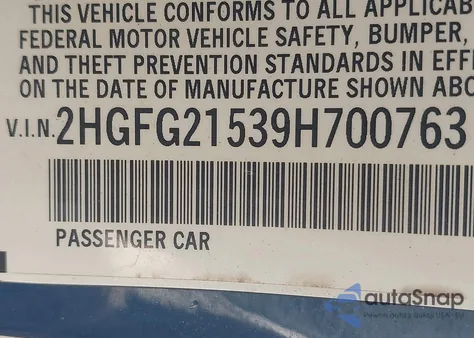 THIS VEHICLE CONFORMS TO ALL APPLICABL
FEDERAL MOTOR VEHICLE SAFETY, BUMPER,
AND THEFT PREVENTION STANDARDS IN EFF
ON THE DATE OF MANUFACTURE SHOWN ABO
V.I.N. 2HGFG21539H700763
PASSENGER CAR
autoSnap